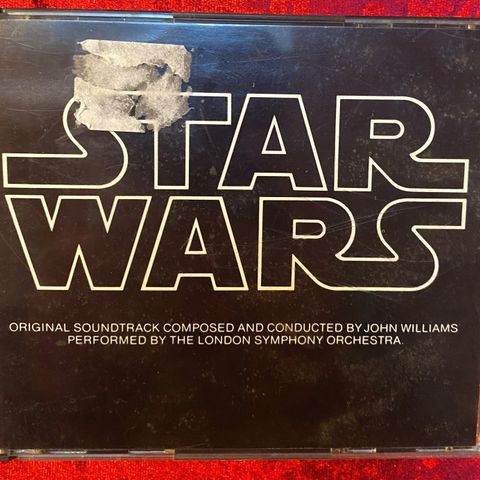 STAR
WARS
ORIGINAL SOUNDTRACK COMPOSED AND CONDUCTED BY JOHN WILLIAMS
PERFORMED BY THE LONDON SYMPHONY ORCHESTRA.